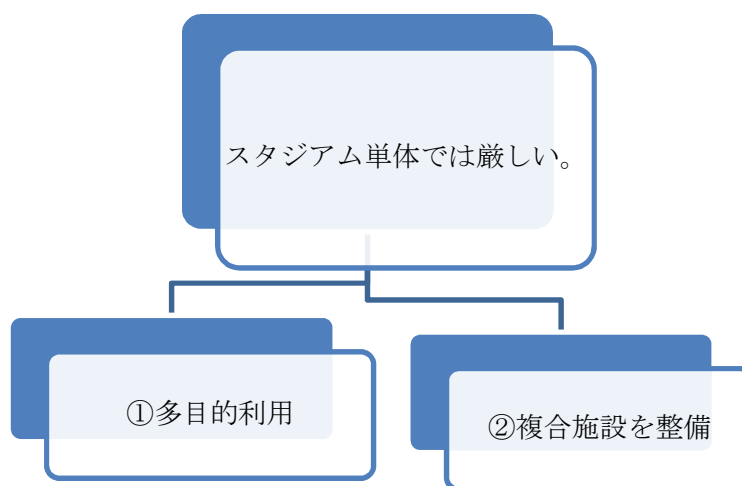 スタジアム単体では厳しい。
①多目的利用
②複合施設を整備